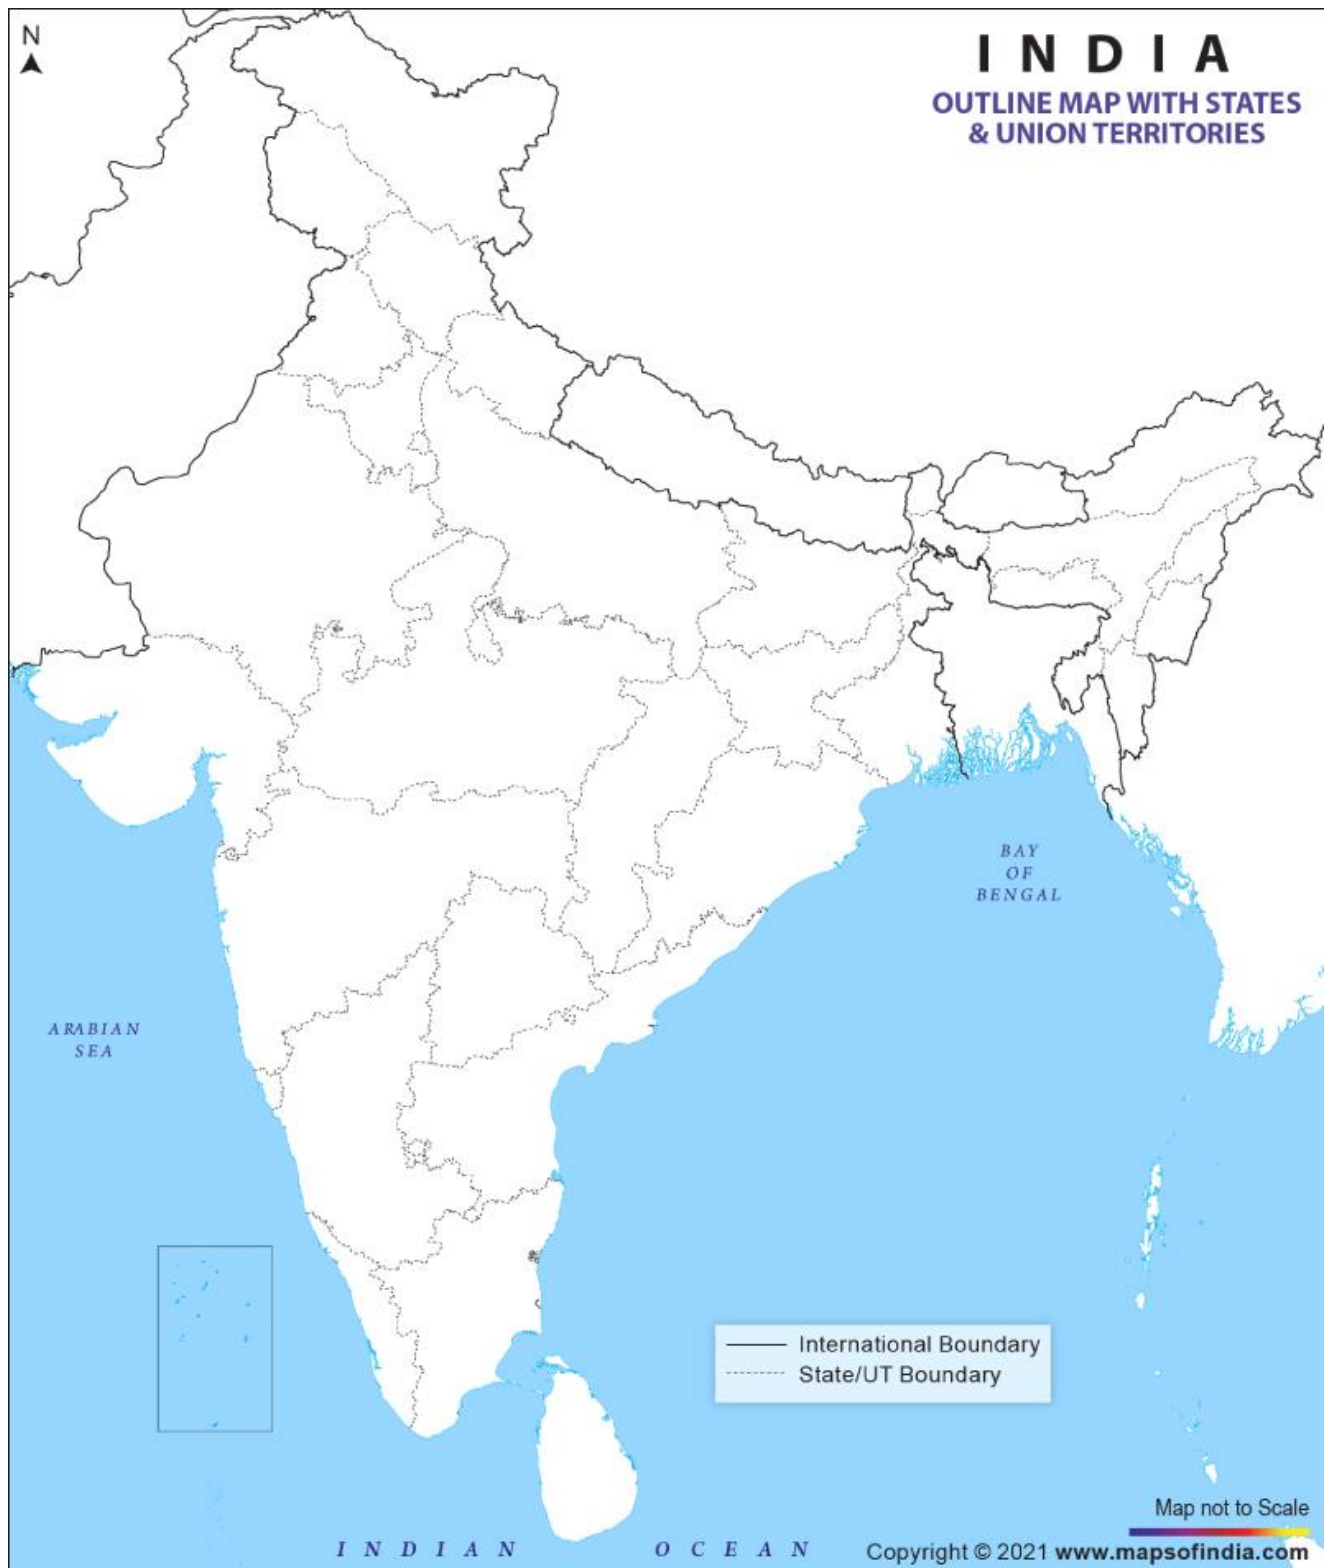 N
INDIA
OUTLINE MAP WITH STATES
& UNION TERRITORIES
BAY
OF
BENGAL
ARABIAN
SEA
International Boundary
State/UT Boundary
Map not to Scale
INDIAN OCEAN
Copyright © 2021 www.mapsofindia.com